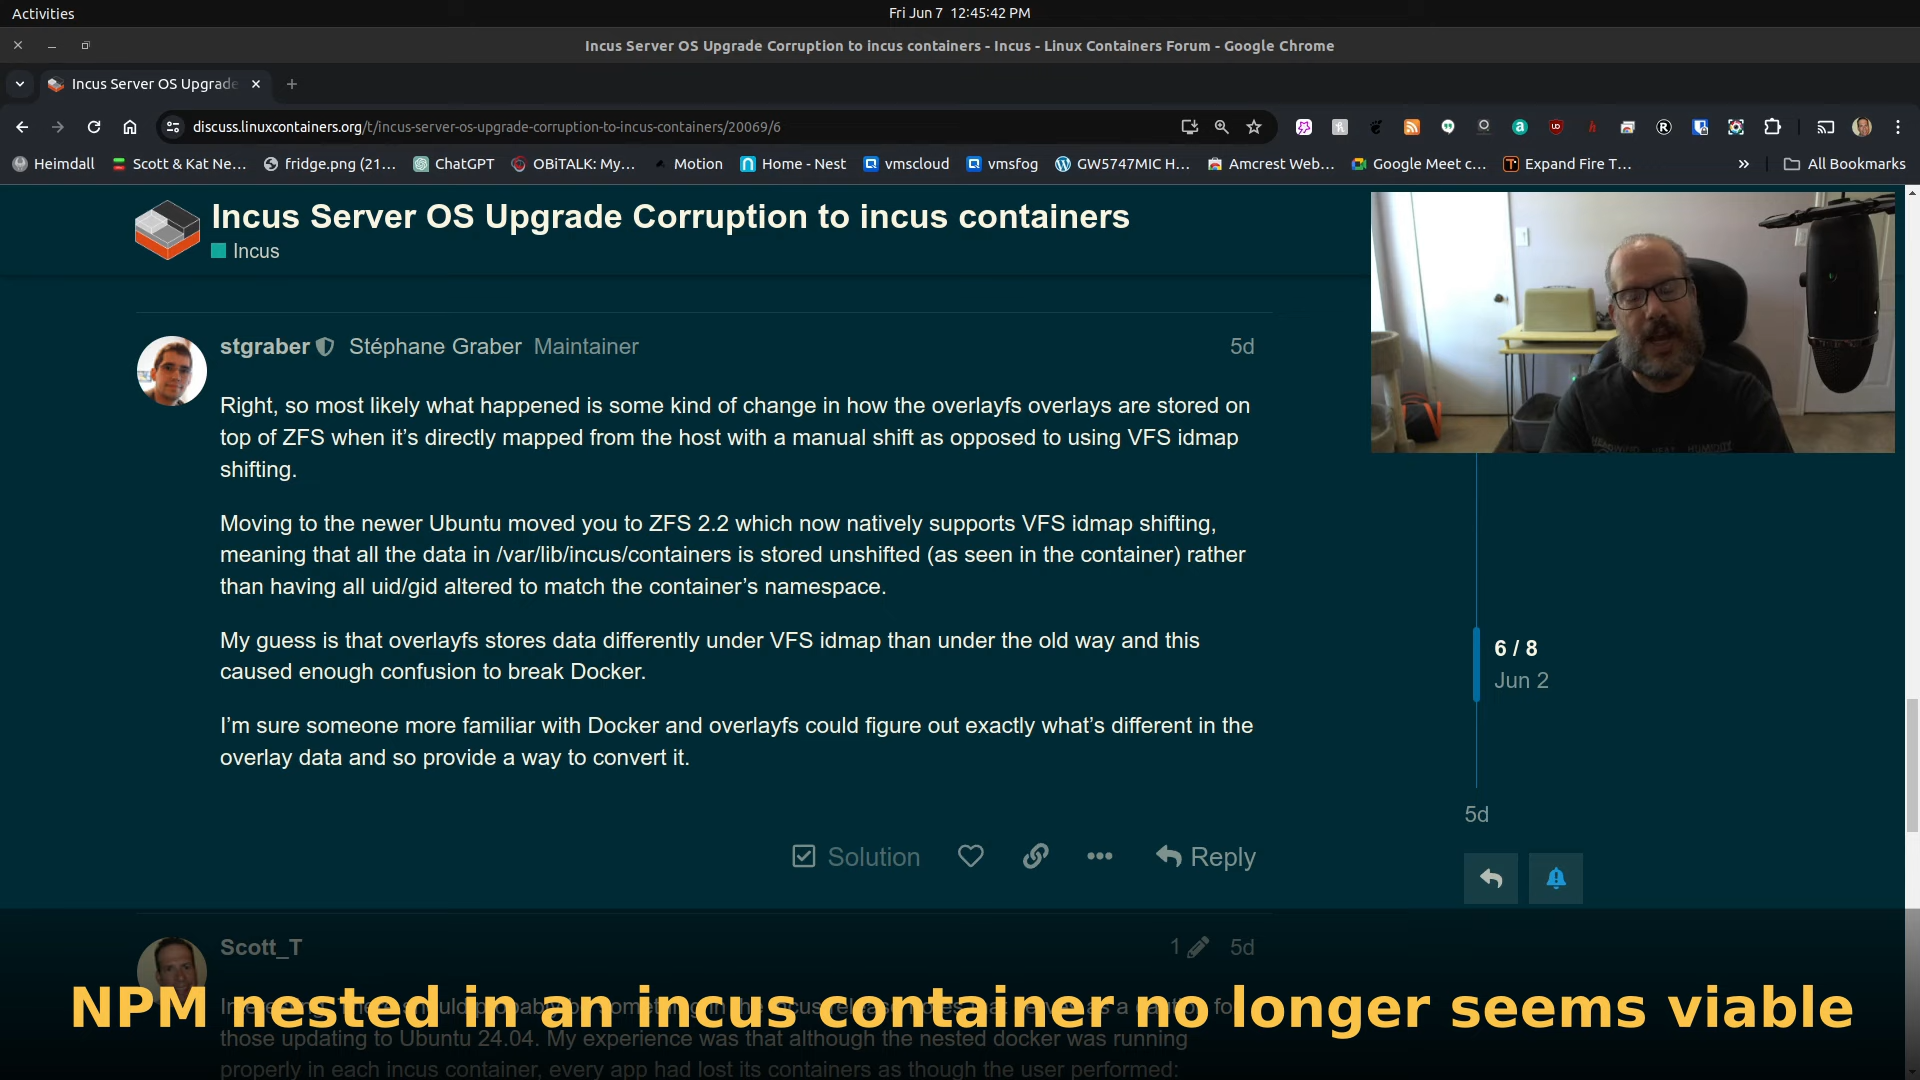 Activities
Fri Jun 7 12:45:42 PM
Incus Server OS Upgrade Corruption to incus containers - Incus - Linux Containers Forum - Google Chrome
Incus Server OS Upgrade
discuss.linuxcontainers.org/t/incus-server-os-upgrade-corruption-to-incus-containers/20069/6
Heimdall
Scott & Kat Ne...
fridge.png (21...
ChatGPT
OBiTALK: My...
Motion
Home - Nest
vmscloud
vmsfog
GW5747MIC H...
Amcrest Web...
Google Meet c...
Expand Fire T...
All Bookmarks
Incus Server OS Upgrade Corruption to incus containers
Incus
stgraber Stéphane Graber Maintainer 5d
Right, so most likely what happened is some kind of change in how the overlayfs overlays are stored on
top of ZFS when it’s directly mapped from the host with a manual shift as opposed to using VFS idmap
shifting.
Moving to the newer Ubuntu moved you to ZFS 2.2 which now natively supports VFS idmap shifting,
meaning that all the data in /var/lib/incus/containers is stored unshifted (as seen in the container) rather
than having all uid/gid altered to match the container’s namespace.
My guess is that overlayfs stores data differently under VFS idmap than under the old way and this
caused enough confusion to break Docker.
I’m sure someone more familiar with Docker and overlayfs could figure out exactly what’s different in the
overlay data and so provide a way to convert it.
6 / 8
Jun 2
5d
Solution
Reply
Scott_T 1 5d
NPM nested in an incus container no longer seems viable
those updating to Ubuntu 24.04. My experience was that although the nested docker was running
properly in each incus container, every app had lost its containers as though the user performed: